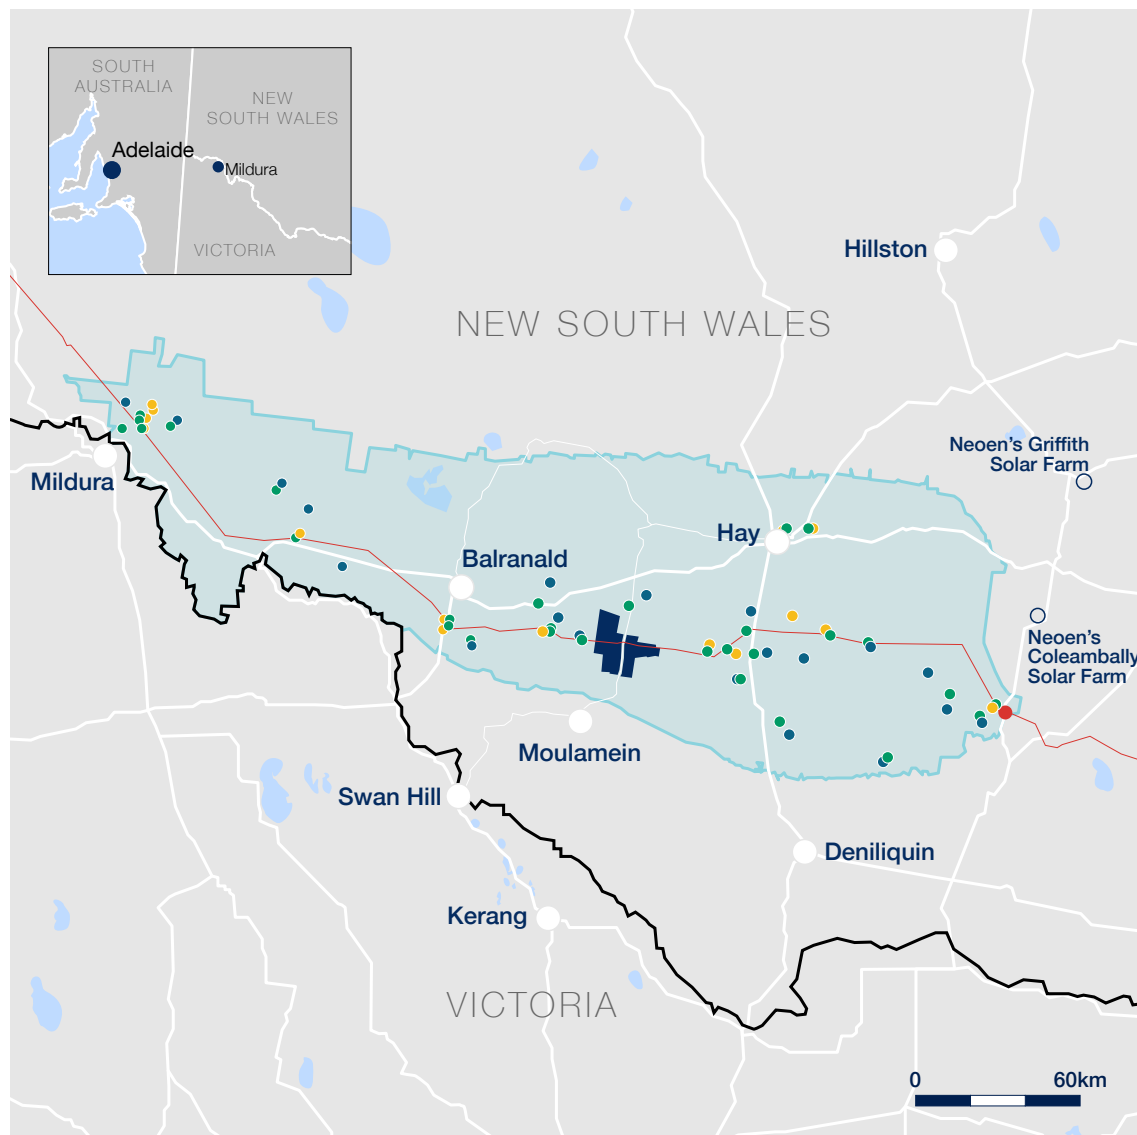 SOUTH
AUSTRALIA
NEW
SOUTH WALES
Adelaide
Mildura
VICTORIA
Hillston
NEW SOUTH WALES
Neoen's Griffith
Solar Farm
Mildura
Hay
Balranald
Neoen's
Coleambally
Solar Farm
Moulamein
Swan Hill
Deniliquin
Kerang
VICTORIA
0 60km